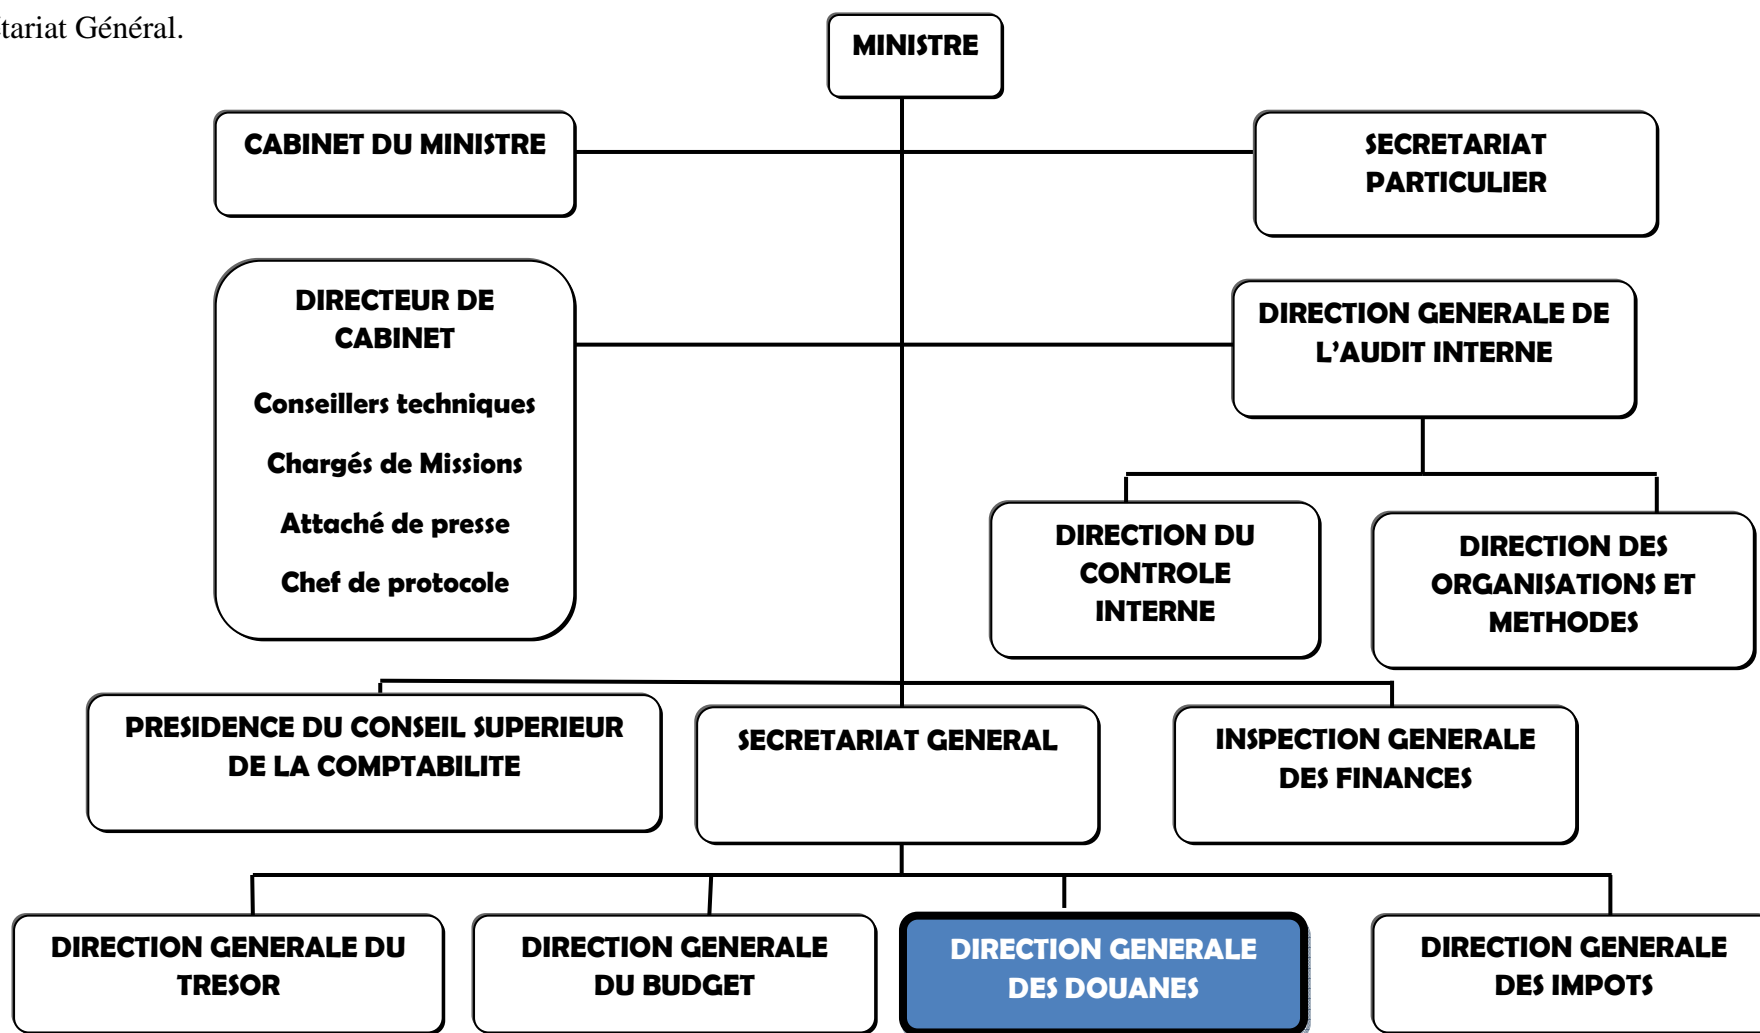 étariat Général.
MINISTRE
CABINET DU MINISTRE
SECRETARIAT
PARTICULIER
DIRECTEUR DE
CABINET
Conseillers techniques
Chargés de Missions
Attaché de presse
Chef de protocole
DIRECTION GENERALE DE
L’AUDIT INTERNE
DIRECTION DU
CONTROLE
INTERNE
DIRECTION DES
ORGANISATIONS ET
METHODES
PRESIDENCE DU CONSEIL SUPERIEUR
DE LA COMPTABILITE
SECRETARIAT GENERAL
INSPECTION GENERALE
DES FINANCES
DIRECTION GENERALE DU
TRESOR
DIRECTION GENERALE
DU BUDGET
DIRECTION GENERALE
DES DOUANES
DIRECTION GENERALE
DES IMPOTS